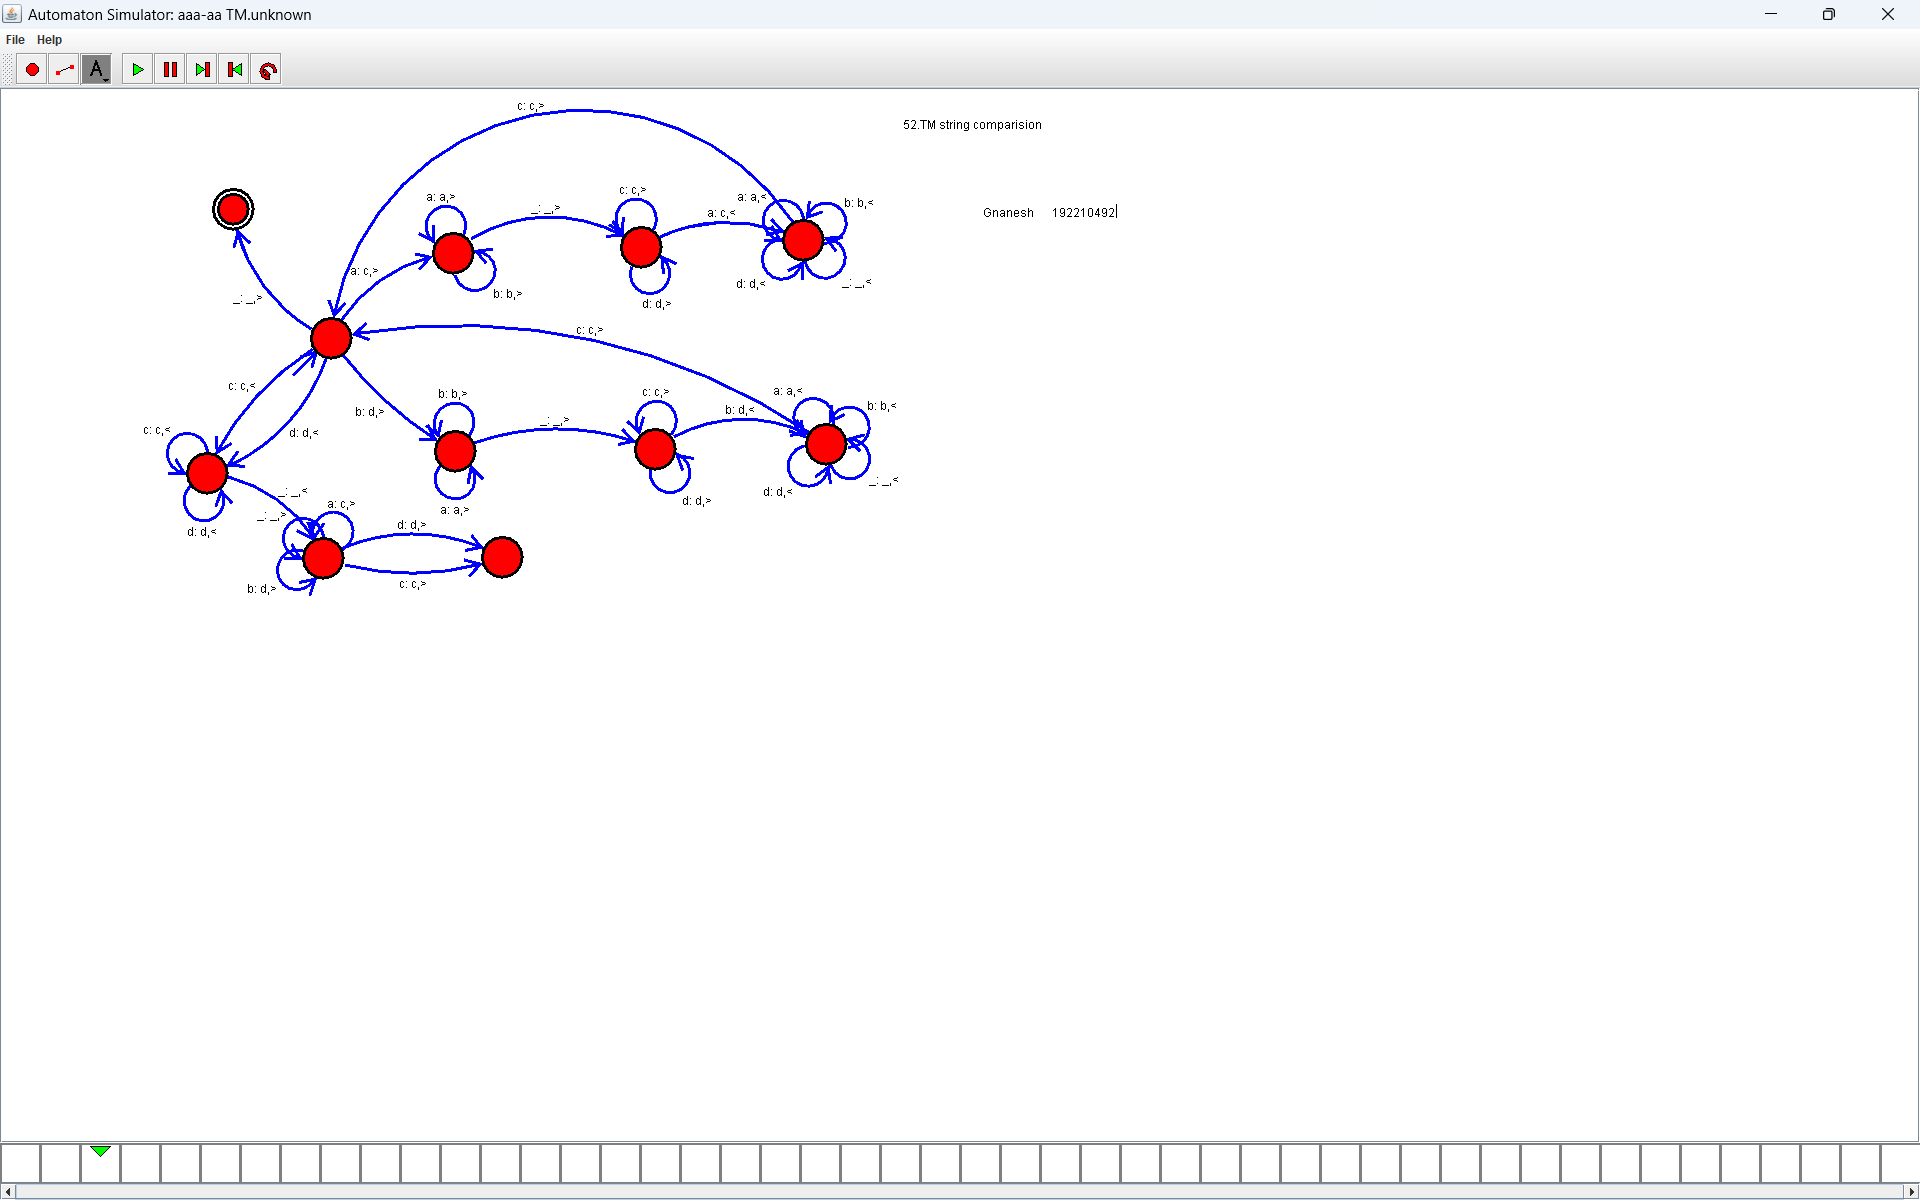 Automaton Simulator: aaa-aa TM.unknown
File Help
A
c: c,>
52.TM string comparision
a: a,>
c: c,>
a: a,<
b: b,<
_: _,>
a: c,<
Gnanesh 192210492
a: c,>
b: b,>
d: d,>
d: d,<
_: _,<
_: _,>
c: c,>
c: c,<
b: b,>
c: c,>
a: a,<
b: b,<
b: d,>
_: _,>
b: d,<
c: c,<
d: d,<
_: _,<
d: d,<
_: _,<
d: d,>
a: c,>
a: a,>
_: _,>
d: d,>
d: d,<
b: d,>
c: c,>